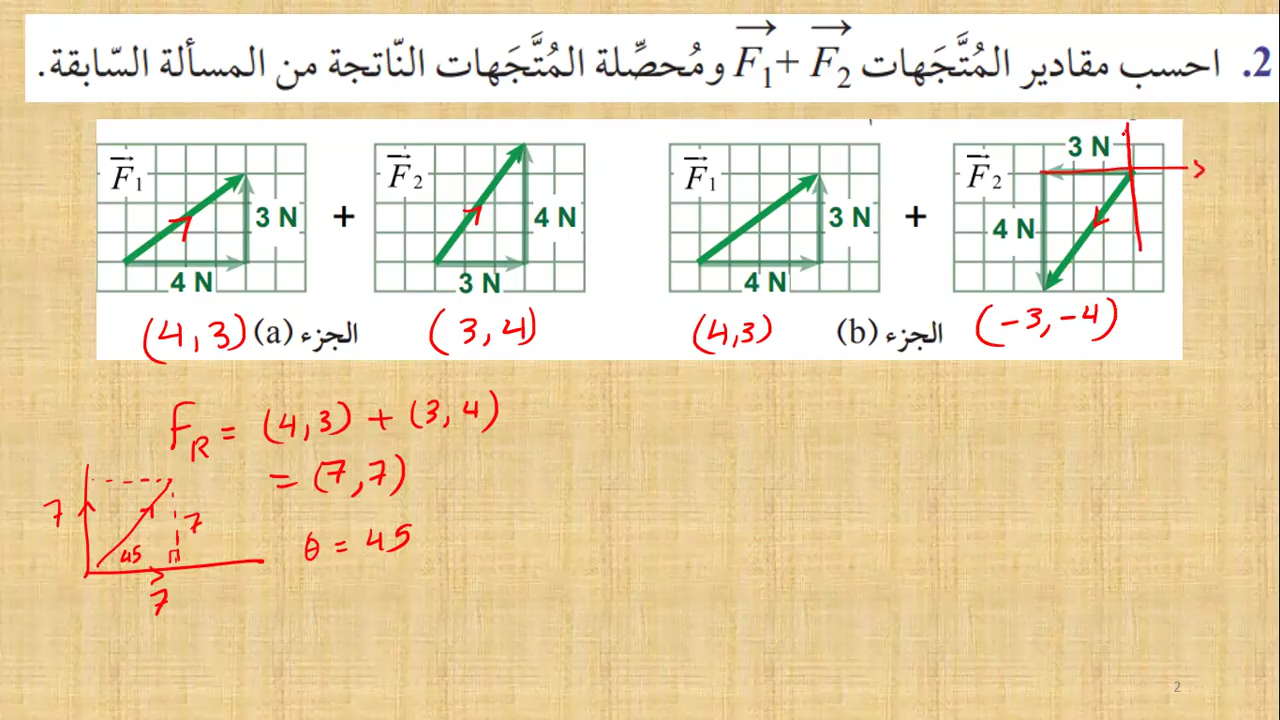 2. احسب مقادير المُتَّجَهات F₁ + F₂ ومُحصِّلة المُتَّجَهات النّاتجة من المسألة السّابقة.
F₁ 3 N 4 N + F₂ 4 N 3 N
F₁ 3 N 4 N + F₂ 3 N 4 N
(4,3) الجزء (a) (3,4)
(4,3) الجزء (b) (-3,-4)
F_R = (4,3) + (3,4)
= (7,7)
θ = 45
7 7 45 7
2